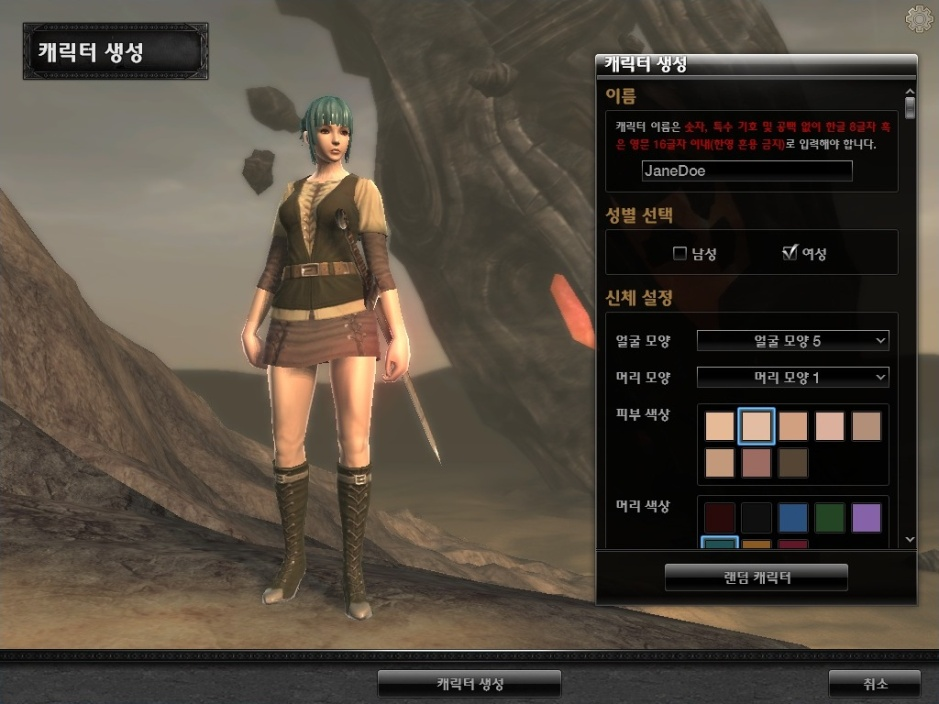 캐릭터 생성
캐릭터 생성
이름
캐릭터 이름은 숫자, 특수 기호 및 공백 없이 한글 8글자 혹
은 영문 16글자 이내(한영 혼용 금지)로 입력해야 합니다.
JaneDoe
성별 선택
남성 여성
신체 설정
얼굴 모양 얼굴 모양 5
머리 모양 머리 모양 1
피부 색상
머리 색상
랜덤 캐릭터
캐릭터 생성 취소